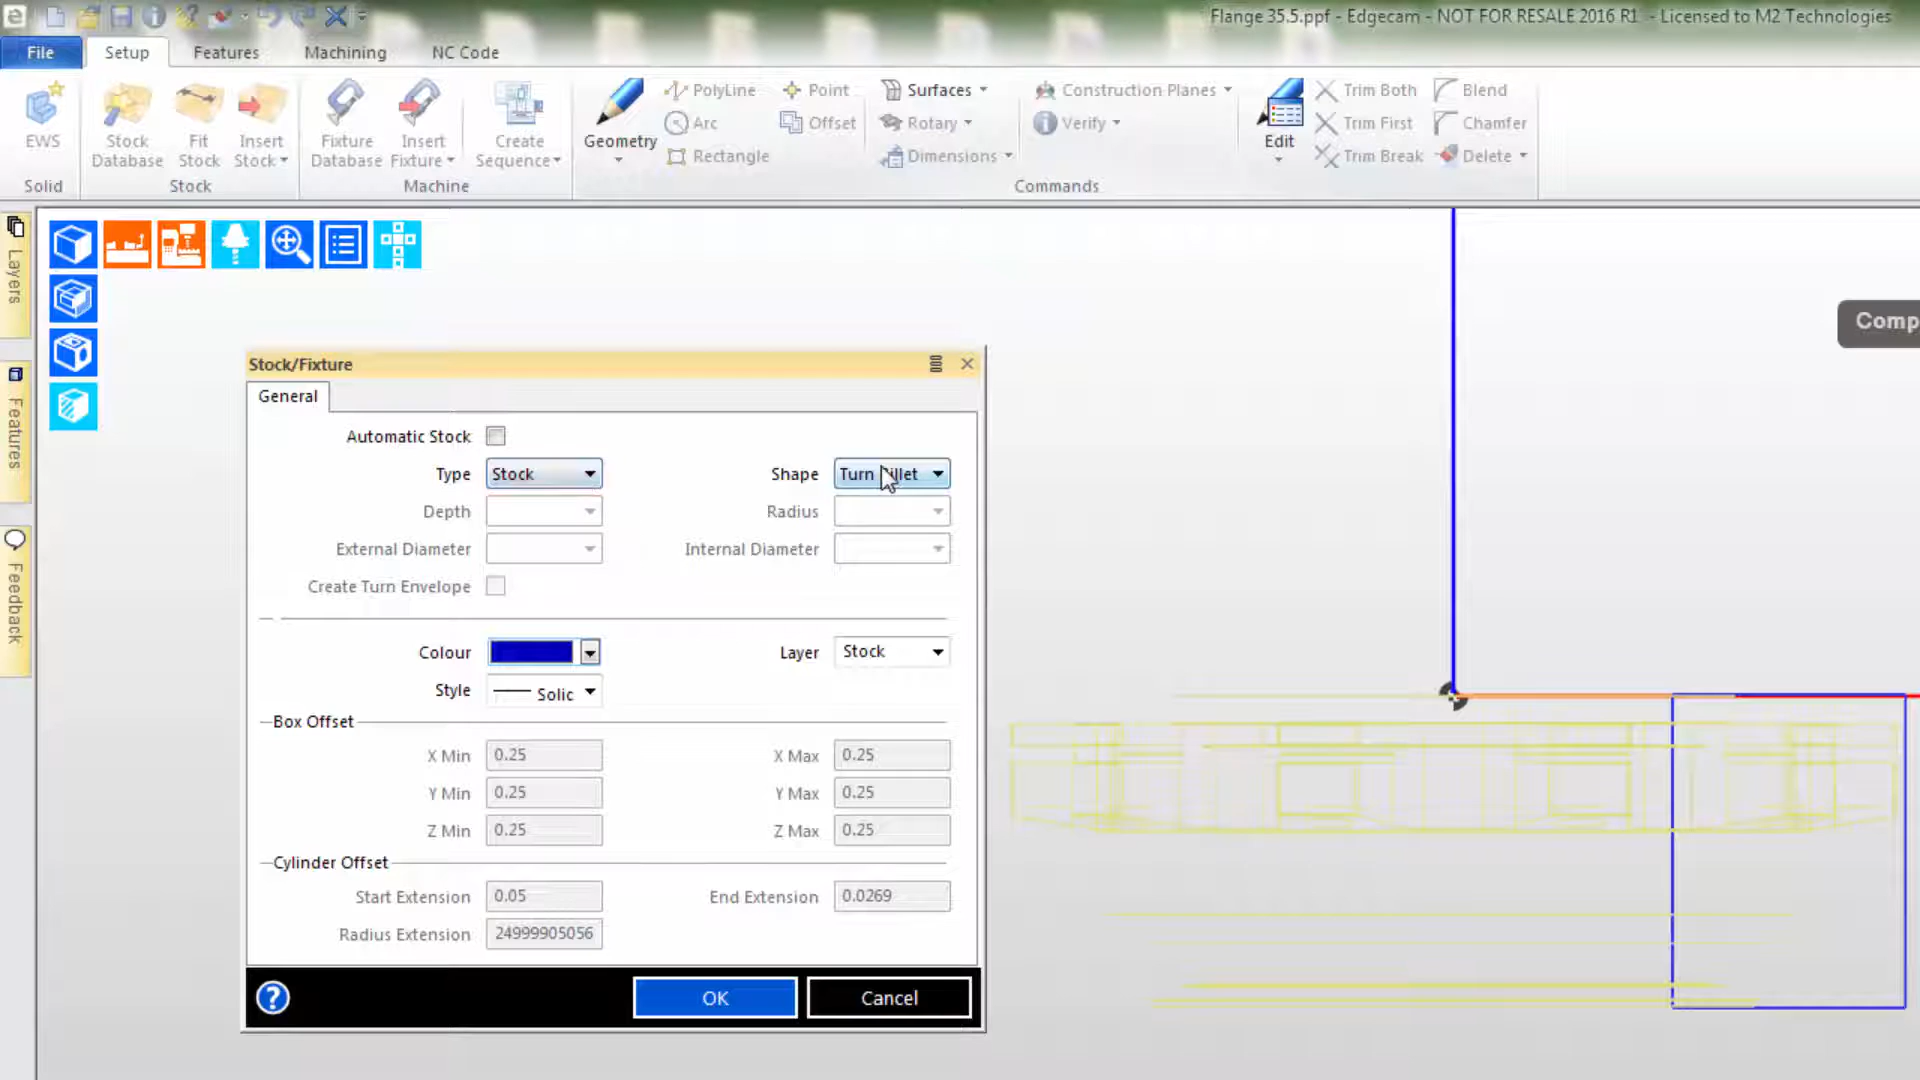 Flange 35.5.ppf - Edgecam - NOT FOR RESALE 2016 R1 - Licensed to M2 Technologies
File Setup Features Machining NC Code
EWS
Solid
Stock Database
Fit Stock
Insert Stock
Stock
Fixture Database
Insert Fixture
Create Sequence
Machine
Geometry
PolyLine
Arc
Rectangle
Point
Offset
Surfaces
Rotary
Dimensions
Construction Planes
Verify
Commands
Edit
Trim Both
Trim First
Trim Break
Blend
Chamfer
Delete
Layers
Features
Feedback
Comp
Stock/Fixture
General
Automatic Stock
Type Stock Shape Turn Billet
Depth Radius
External Diameter Internal Diameter
Create Turn Envelope
Colour Layer Stock
Style Solic
Box Offset
X Min 0.25 X Max 0.25
Y Min 0.25 Y Max 0.25
Z Min 0.25 Z Max 0.25
Cylinder Offset
Start Extension 0.05 End Extension 0.0269
Radius Extension 24999905056
OK Cancel